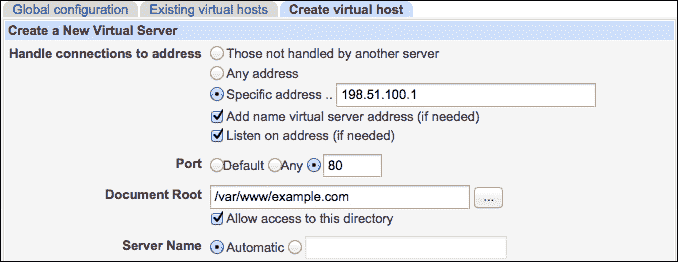 Global configuration Existing virtual hosts Create virtual host
Create a New Virtual Server
Handle connections to address Those not handled by another server
Any address
Specific address .. 198.51.100.1
Add name virtual server address (if needed)
Listen on address (if needed)
Port Default Any 80
Document Root /var/www/example.com ...
Allow access to this directory
Server Name Automatic